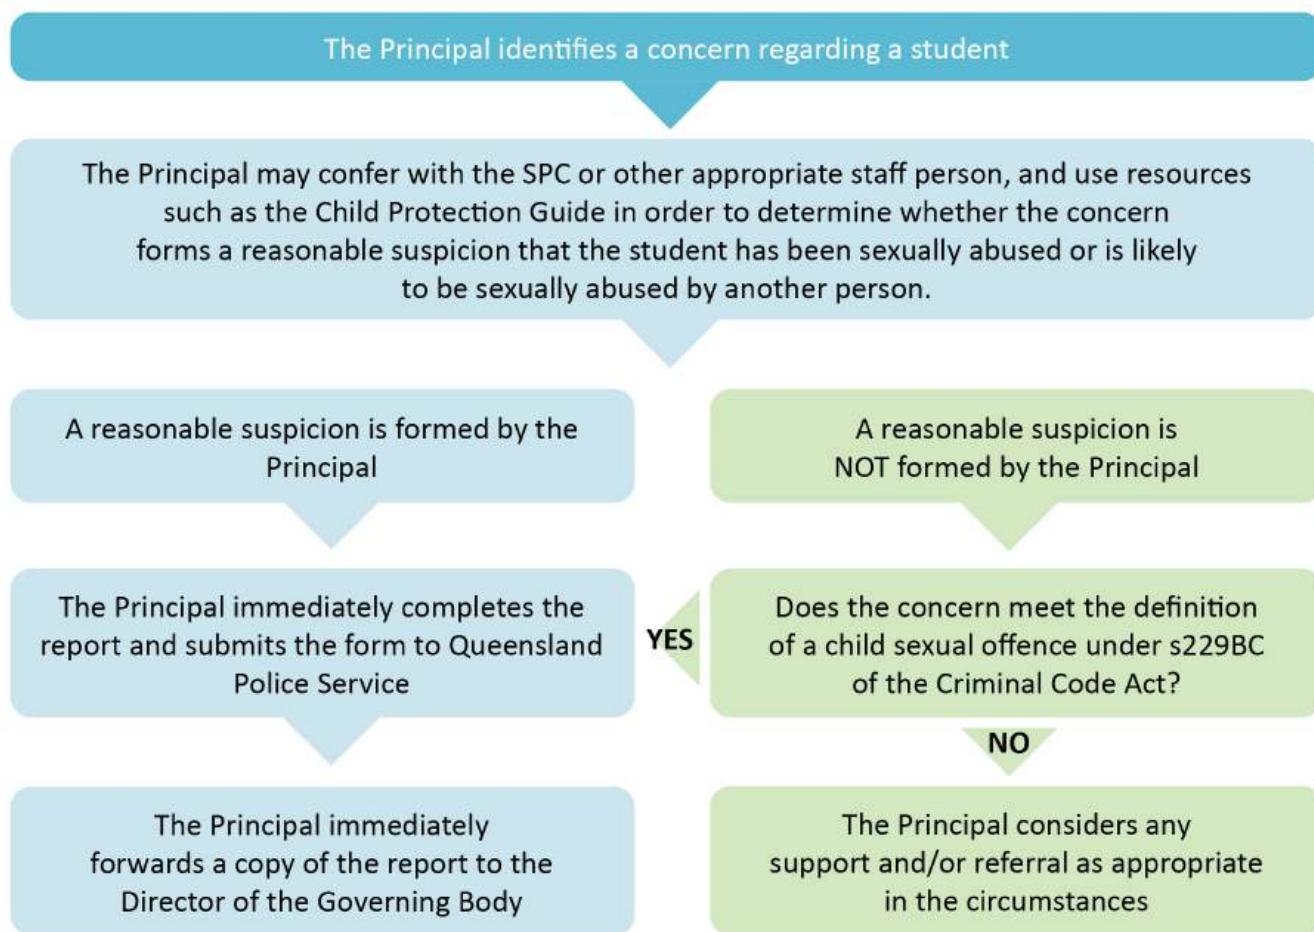 The Principal identifies a concern regarding a student
The Principal may confer with the SPC or other appropriate staff person, and use resources
such as the Child Protection Guide in order to determine whether the concern
forms a reasonable suspicion that the student has been sexually abused or is likely
to be sexually abused by another person.
A reasonable suspicion is formed by the
Principal
A reasonable suspicion is
NOT formed by the Principal
The Principal immediately completes the
report and submits the form to Queensland
Police Service
YES
Does the concern meet the definition
of a child sexual offence under s229BC
of the Criminal Code Act?
NO
The Principal immediately
forwards a copy of the report to the
Director of the Governing Body
The Principal considers any
support and/or referral as appropriate
in the circumstances